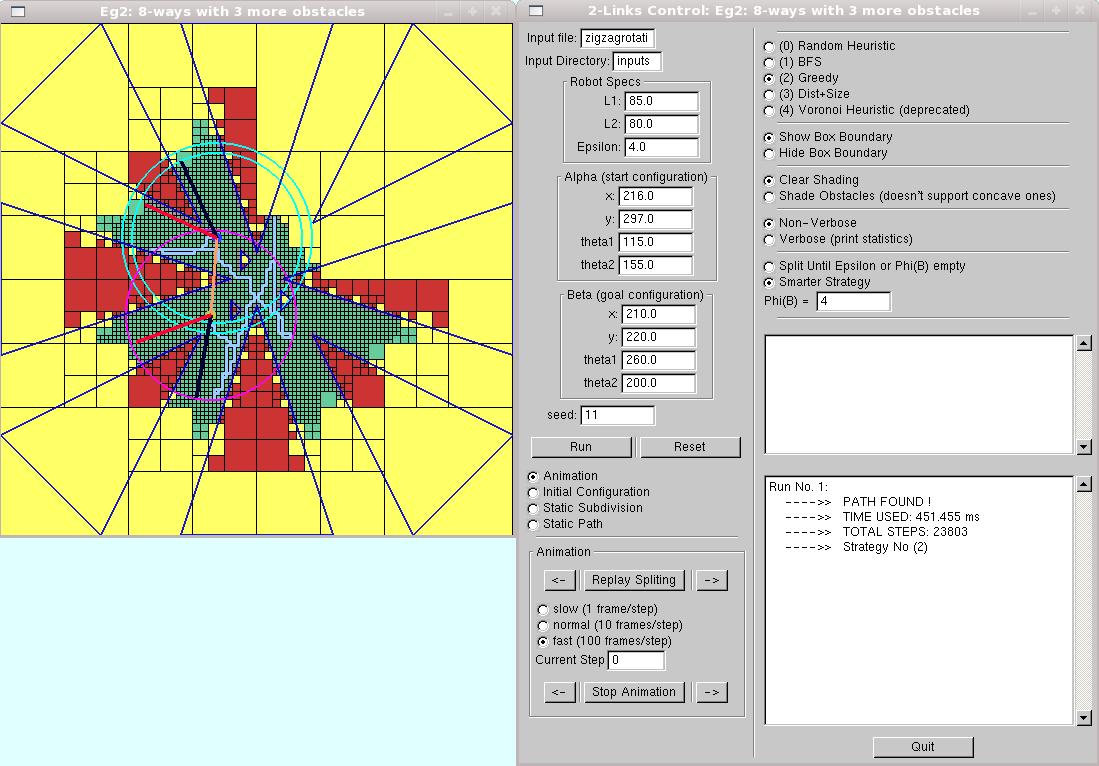 Eg2: 8-ways with 3 more obstacles
2-Links Control: Eg2: 8-ways with 3 more obstacles
Input file: zigzagrotati
Input Directory: inputs
Robot Specs
L1: 85.0
L2: 80.0
Epsilon: 4.0
Alpha (start configuration)
x: 216.0
y: 297.0
theta1 115.0
theta2 155.0
Beta (goal configuration)
x: 210.0
y: 220.0
theta1 260.0
theta2 200.0
seed: 11
Run Reset
Animation
Initial Configuration
Static Subdivision
Static Path
Animation
<- Replay Spliting ->
slow (1 frame/step)
normal (10 frames/step)
fast (100 frames/step)
Current Step 0
<- Stop Animation ->
(0) Random Heuristic
(1) BFS
(2) Greedy
(3) Dist+Size
(4) Voronoi Heuristic (deprecated)
Show Box Boundary
Hide Box Boundary
Clear Shading
Shade Obstacles (doesn't support concave ones)
Non-Verbose
Verbose (print statistics)
Split Until Epsilon or Phi(B) empty
Smarter Strategy
Phi(B) = 4
Run No. 1:
---->> PATH FOUND !
---->> TIME USED: 451.455 ms
---->> TOTAL STEPS: 23803
---->> Strategy No (2)
Quit